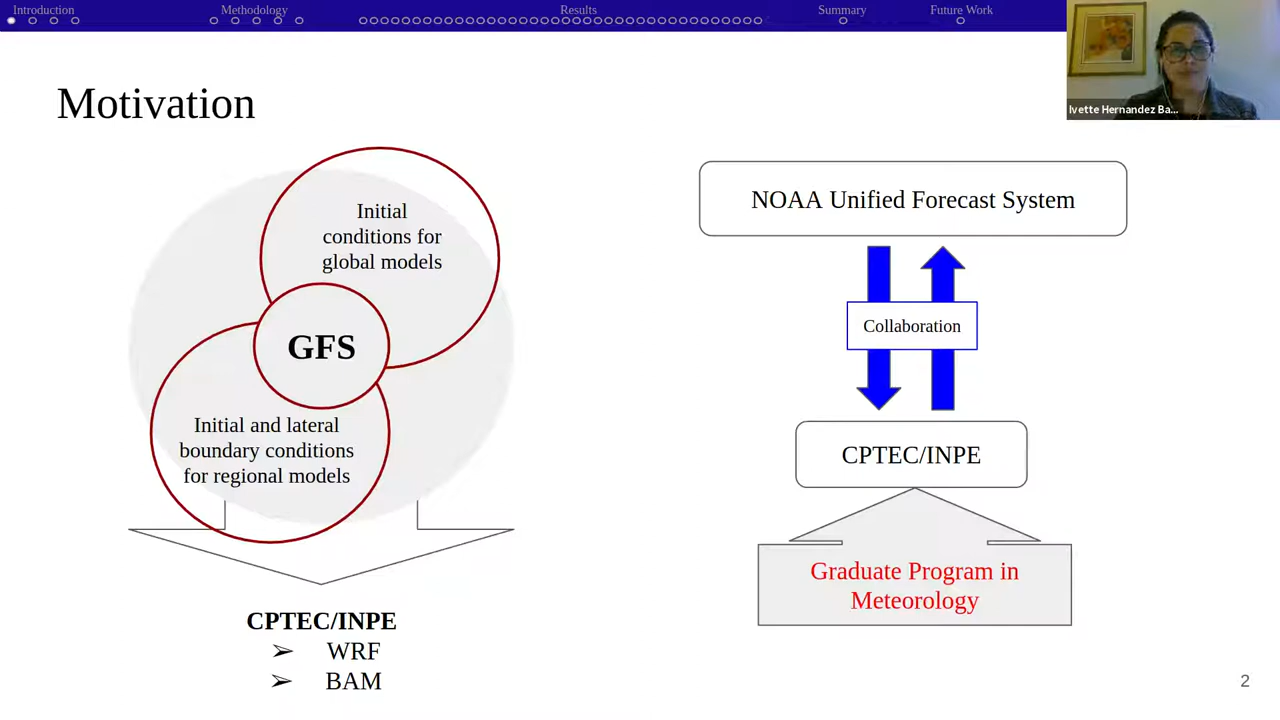 Introduction
Methodology
Results
Summary
Future Work
Ivette Hernandez Ba...
Motivation
Initial
conditions for
global models
GFS
Initial and lateral
boundary conditions
for regional models
CPTEC/INPE
➢ WRF
➢ BAM
NOAA Unified Forecast System
Collaboration
CPTEC/INPE
Graduate Program in
Meteorology
2